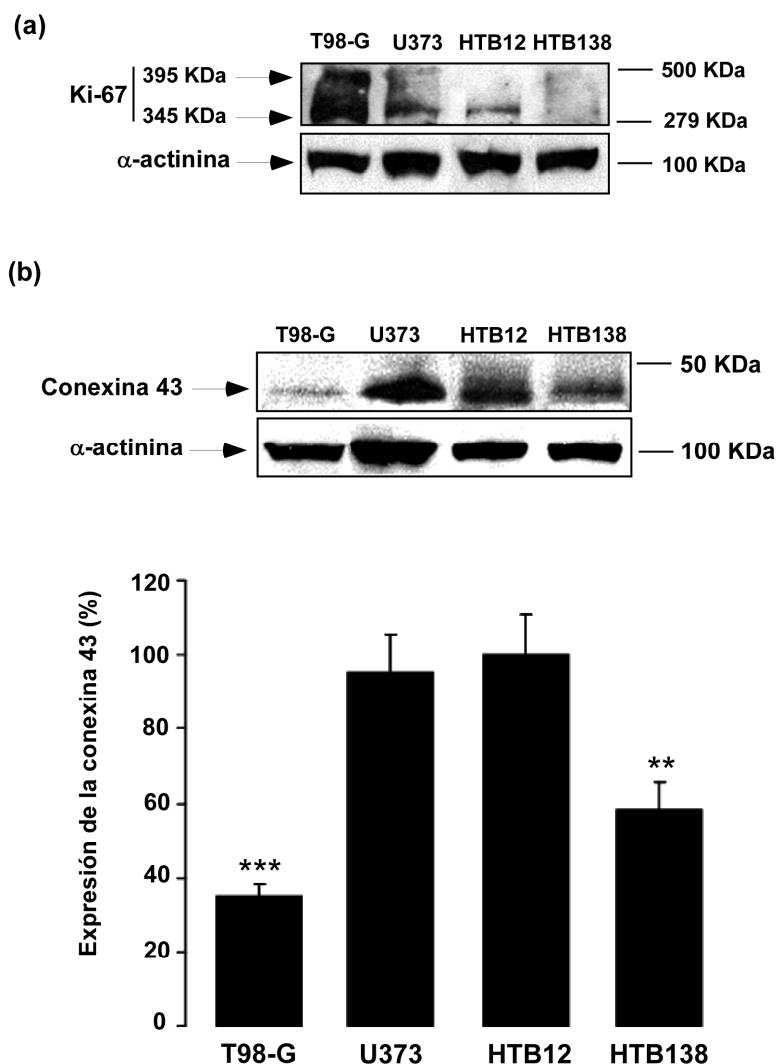 (a)
T98-G U373 HTB12 HTB138
Ki-67
395 KDa
345 KDa
500 KDa
279 KDa
α-actinina
100 KDa
(b)
T98-G U373 HTB12 HTB138
Conexina 43
50 KDa
α-actinina
100 KDa
Expresión de la conexina 43 (%)
120
100
80
60
40
20
0
***
**
T98-G U373 HTB12 HTB138